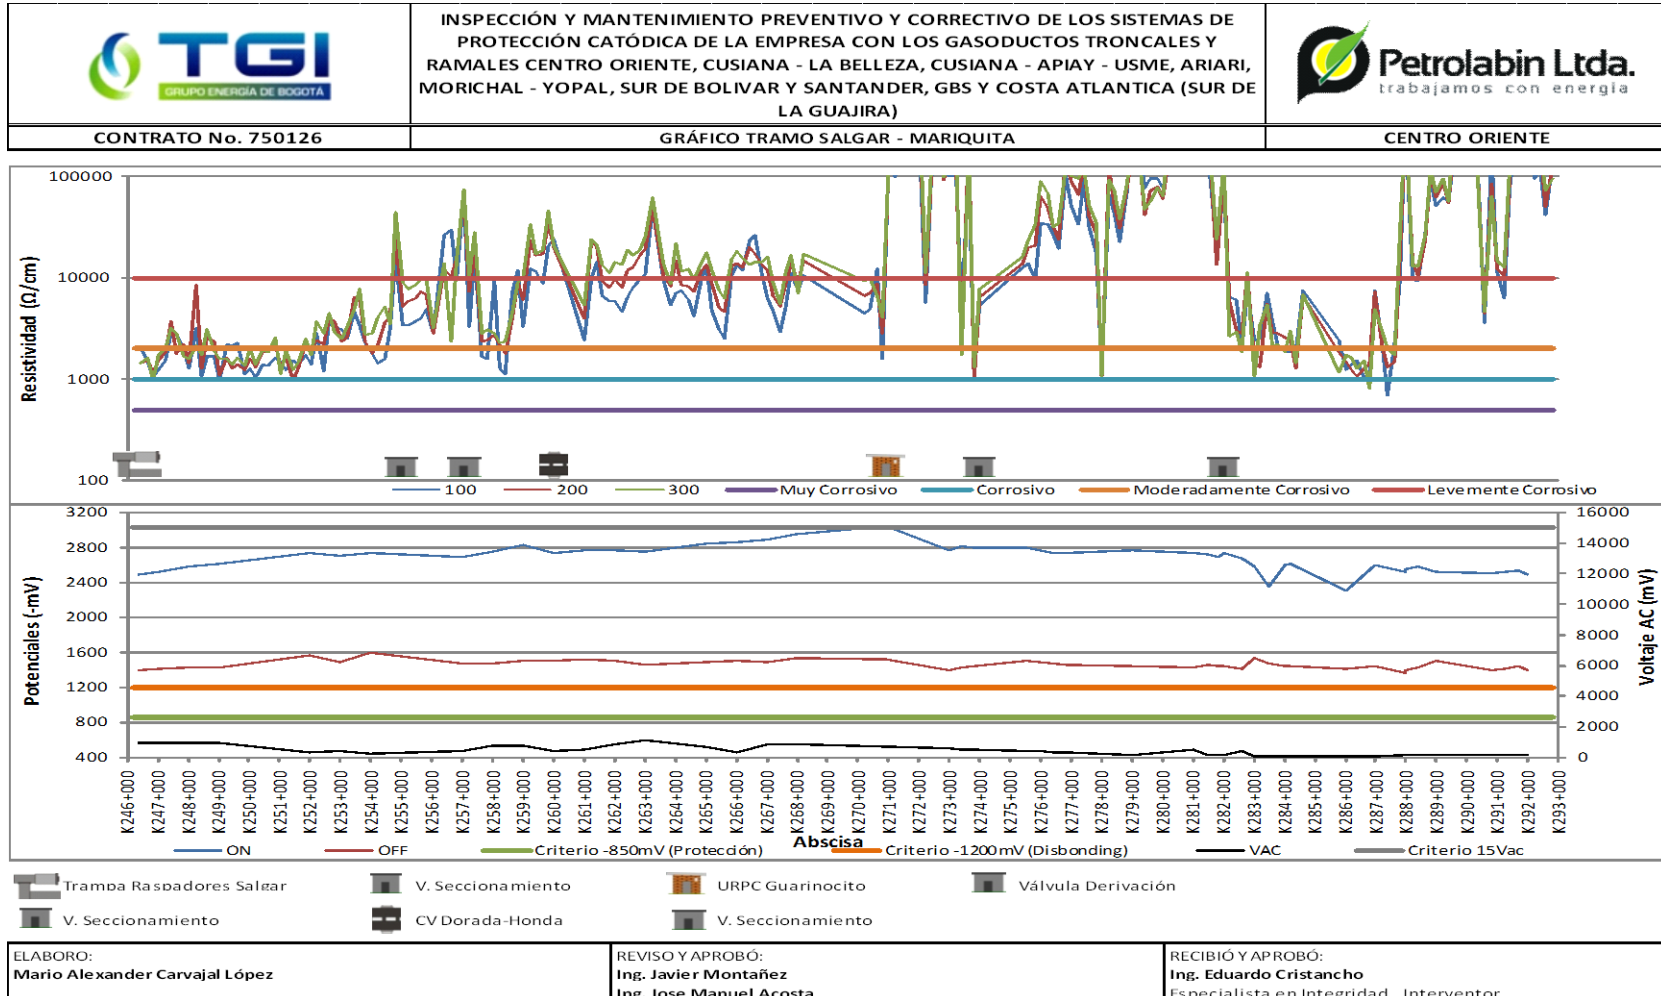 TGI
GRUPO ENERGÍA DE BOGOTÁ
INSPECCIÓN Y MANTENIMIENTO PREVENTIVO Y CORRECTIVO DE LOS SISTEMAS DE
PROTECCIÓN CATÓDICA DE LA EMPRESA CON LOS GASODUCTOS TRONCALES Y
RAMALES CENTRO ORIENTE, CUSIANA - LA BELLEZA, CUSIANA - APIAY - USME, ARIARI,
MORICHAL - YOPAL, SUR DE BOLIVAR Y SANTANDER, GBS Y COSTA ATLANTICA (SUR DE
LA GUAJIRA)
Petrolabin Ltda.
trabajamos con energía
CONTRATO No. 750126
GRÁFICO TRAMO SALGAR - MARIQUITA
CENTRO ORIENTE
Resistividad (Ω/cm)
100000
10000
1000
100
100
200
300
Muy Corrosivo
Corrosivo
Moderadamente Corrosivo
Levemente Corrosivo
Potenciales (-mV)
3200
2800
2400
2000
1600
1200
800
400
16000
14000
12000
10000
8000
6000
4000
2000
0
Voltaje AC (mV)
K246+000
K247+000
K248+000
K249+000
K250+000
K251+000
K252+000
K253+000
K254+000
K255+000
K256+000
K257+000
K258+000
K259+000
K260+000
K261+000
K262+000
K263+000
K264+000
K265+000
K266+000
K267+000
K268+000
K269+000
K270+000
K271+000
K272+000
K273+000
K274+000
K275+000
K276+000
K277+000
K278+000
K279+000
K280+000
K281+000
K282+000
K283+000
K284+000
K285+000
K286+000
K287+000
K288+000
K289+000
K290+000
K291+000
K292+000
K293+000
Abscisa
ON
OFF
Criterio -850mV (Protección)
Criterio -1200mV (Disbonding)
VAC
Criterio 15Vac
Trampa Raspadores Salgar
V. Seccionamiento
URPC Guarinocito
Válvula Derivación
V. Seccionamiento
CV Dorada-Honda
V. Seccionamiento
ELABORO:
Mario Alexander Carvajal López
REVISO Y APROBÓ:
Ing. Javier Montañez
Ing. Jose Manuel Acosta
RECIBIÓ Y APROBÓ:
Ing. Eduardo Cristancho
Especialista en Integridad - Interventor